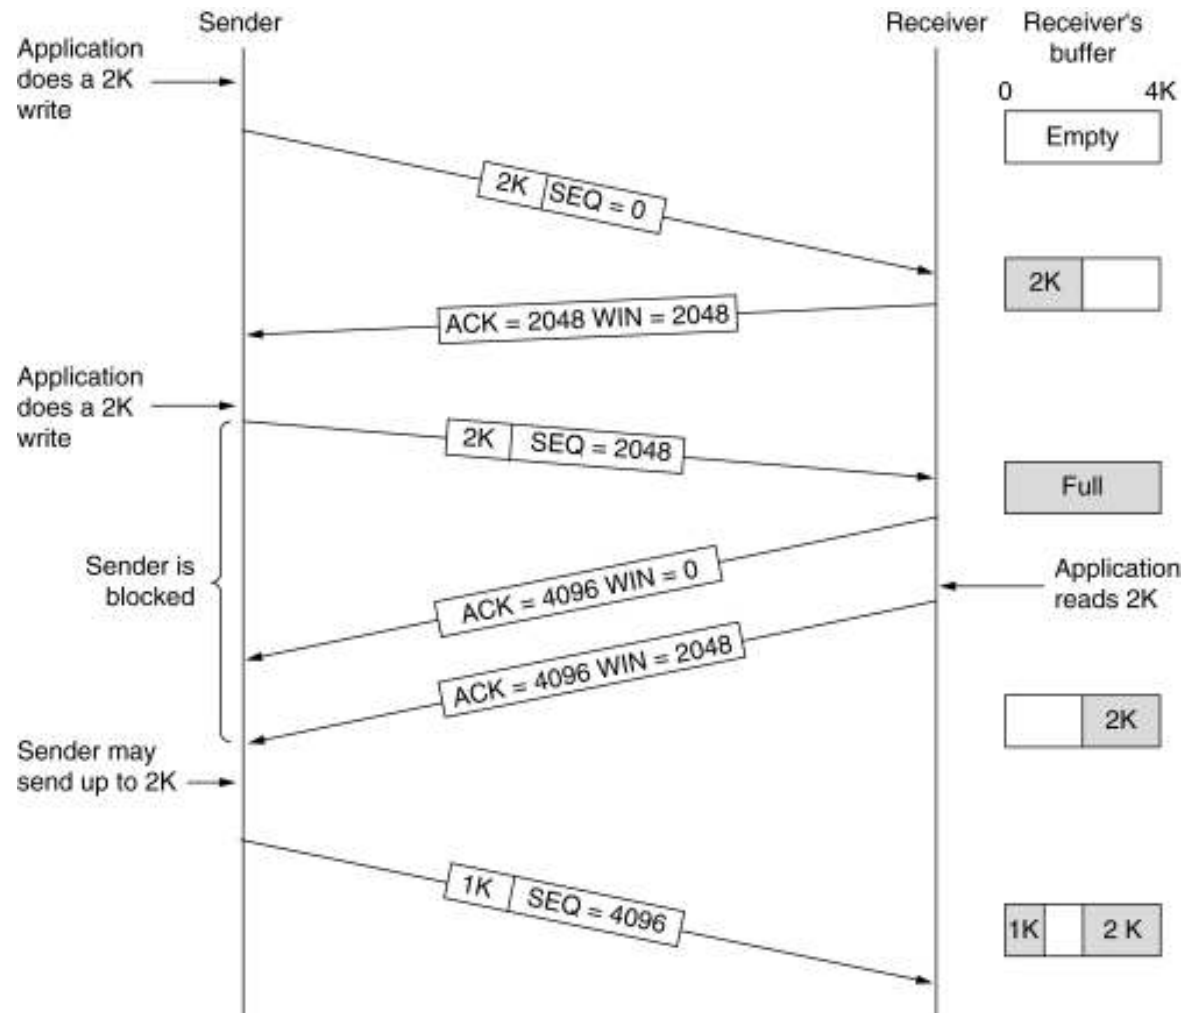 Sender
Receiver
Receiver's
buffer
Application
does a 2K
write
0 4K
Empty
2K SEQ = 0
2K
ACK = 2048 WIN = 2048
Application
does a 2K
write
2K SEQ = 2048
Full
Sender is
blocked
ACK = 4096 WIN = 0
Application
reads 2K
ACK = 4096 WIN = 2048
2K
Sender may
send up to 2K
1K SEQ = 4096
1K 2 K